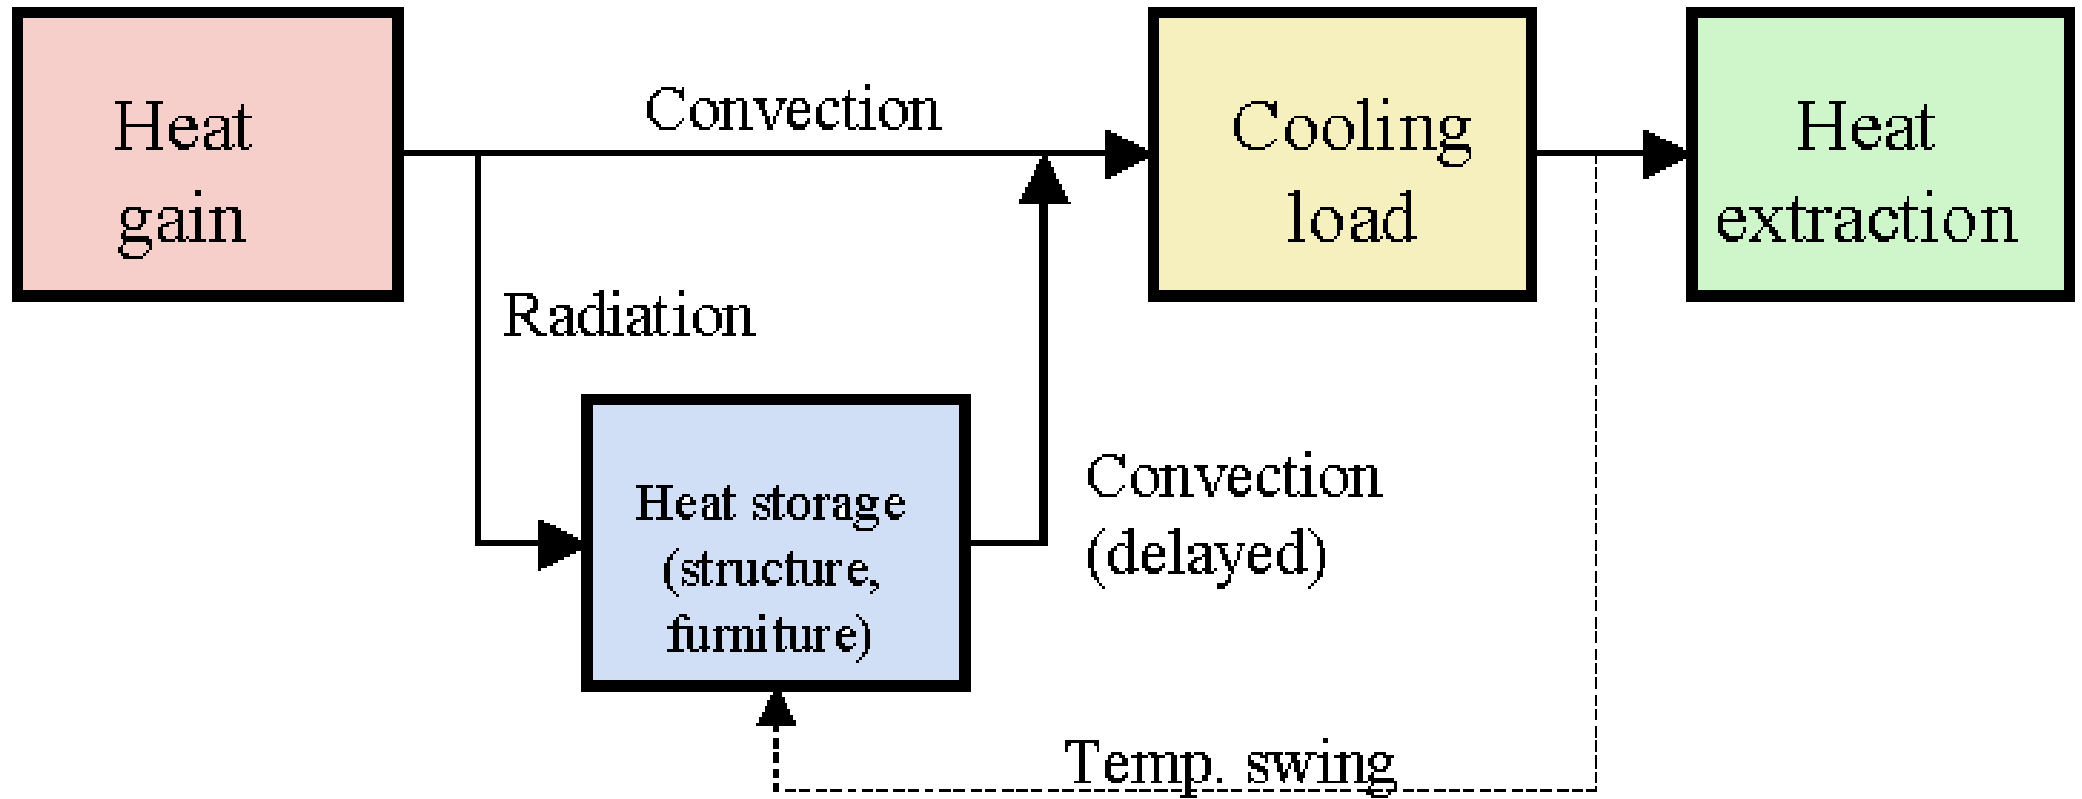 Heat
gain
Convection
Cooling
load
Heat
extraction
Radiation
Heat storage
(structure,
furniture)
Convection
(delayed)
Temp. swing